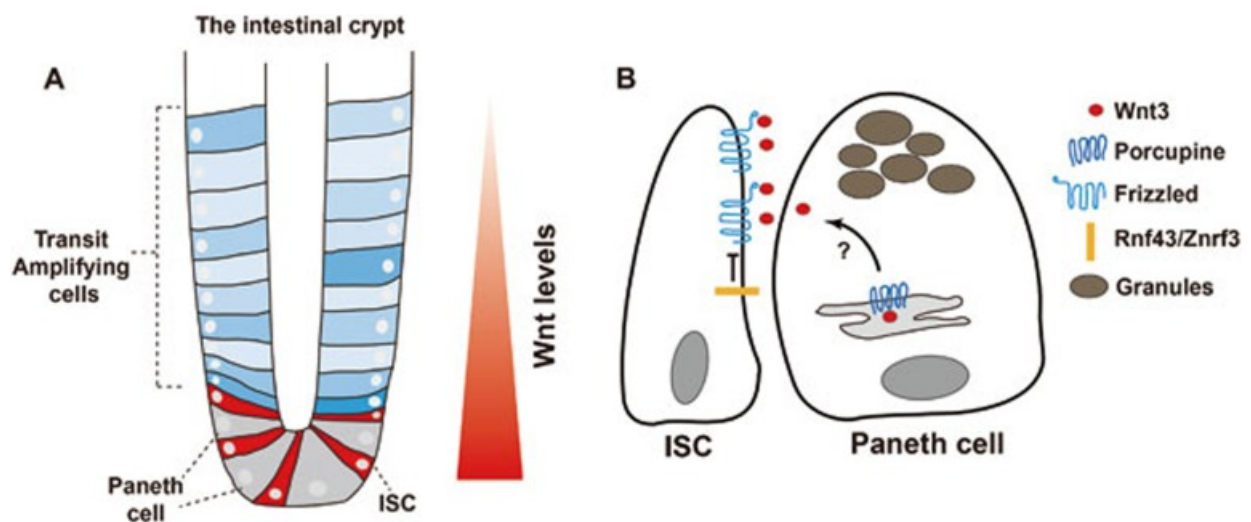 The intestinal crypt
A
Transit
Amplifying
cells
Paneth
cell
ISC
Wnt levels
B
?
ISC
Paneth cell
Wnt3
Porcupine
Frizzled
Rnf43/Znrf3
Granules